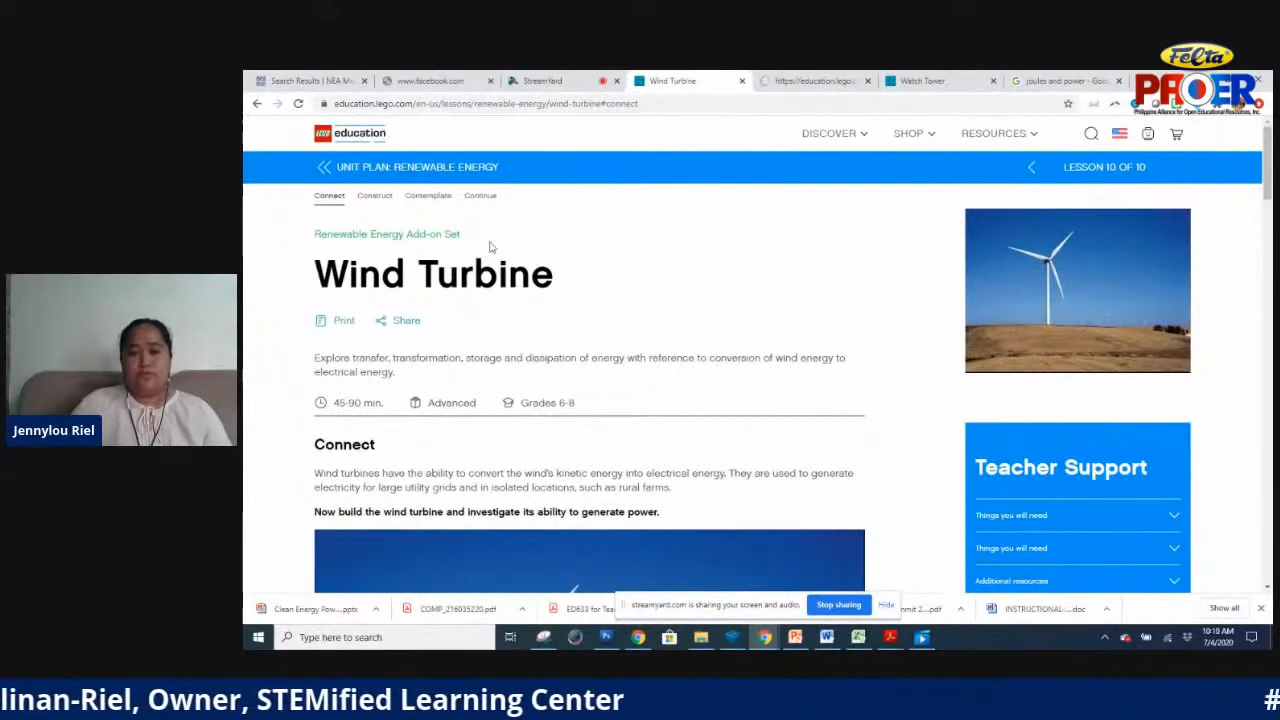 Felta
PAOER
Philippine Alliance for Open Educational Resources, Inc.
Search Results | NEA Me
www.facebook.com
StreamYard
Wind Turbine
https://education.lego.co
Watch Tower
joules and power - Goo
education.lego.com/en-us/lessons/renewable-energy/wind-turbine#connect
LEGO education
DISCOVER
SHOP
RESOURCES
UNIT PLAN: RENEWABLE ENERGY
LESSON 10 OF 10
Connect Construct Contemplate Continue
Renewable Energy Add-on Set
Wind Turbine
Print Share
Explore transfer, transformation, storage and dissipation of energy with reference to conversion of wind energy to
electrical energy.
45-90 min. Advanced Grades 6-8
Connect
Wind turbines have the ability to convert the wind's kinetic energy into electrical energy. They are used to generate
electricity for large utility grids and in isolated locations, such as rural farms.
Now build the wind turbine and investigate its ability to generate power.
Teacher Support
Things you will need
Things you will need
Additional resources
Jennylou Riel
Clean Energy Pow....pptx
COMP_216035220.pdf
ED633 for Tea
streamyard.com is sharing your screen and audio.
Stop sharing
Hide
mmit 2...pdf
INSTRUCTIONAL-....doc
Show all
Type here to search
10:10 AM
7/4/2020
linan-Riel, Owner, STEMified Learning Center
#